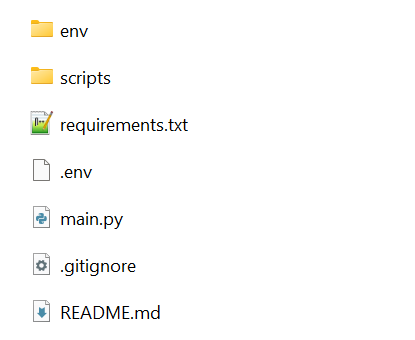 env
scripts
requirements.txt
.env
main.py
.gitignore
README.md